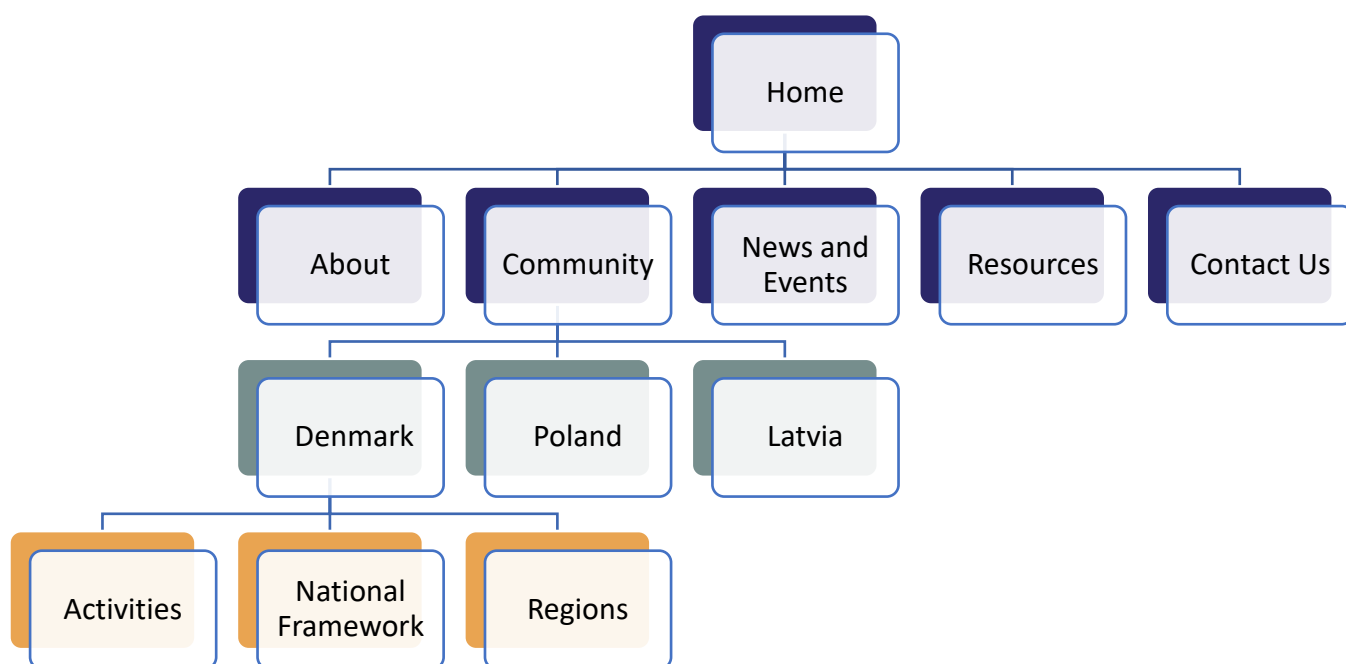 Home
About
Community
News and
Events
Resources
Contact Us
Denmark
Poland
Latvia
Activities
National
Framework
Regions